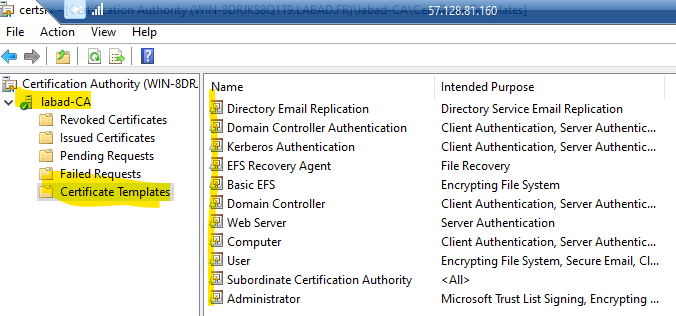 certsrv - [Certification Authority (WIN-8DRJKS8Q1T9.LABAD.FR)\labad-CA\Certificate Templates]
57.128.81.160
File Action View Help
Certification Authority (WIN-8DR
labad-CA
Revoked Certificates
Issued Certificates
Pending Requests
Failed Requests
Certificate Templates
Name Intended Purpose
Directory Email Replication Directory Service Email Replication
Domain Controller Authentication Client Authentication, Server Authentic...
Kerberos Authentication Client Authentication, Server Authentic...
EFS Recovery Agent File Recovery
Basic EFS Encrypting File System
Domain Controller Client Authentication, Server Authentic...
Web Server Server Authentication
Computer Client Authentication, Server Authentic...
User Encrypting File System, Secure Email, Cl...
Subordinate Certification Authority <All>
Administrator Microsoft Trust List Signing, Encrypting ...